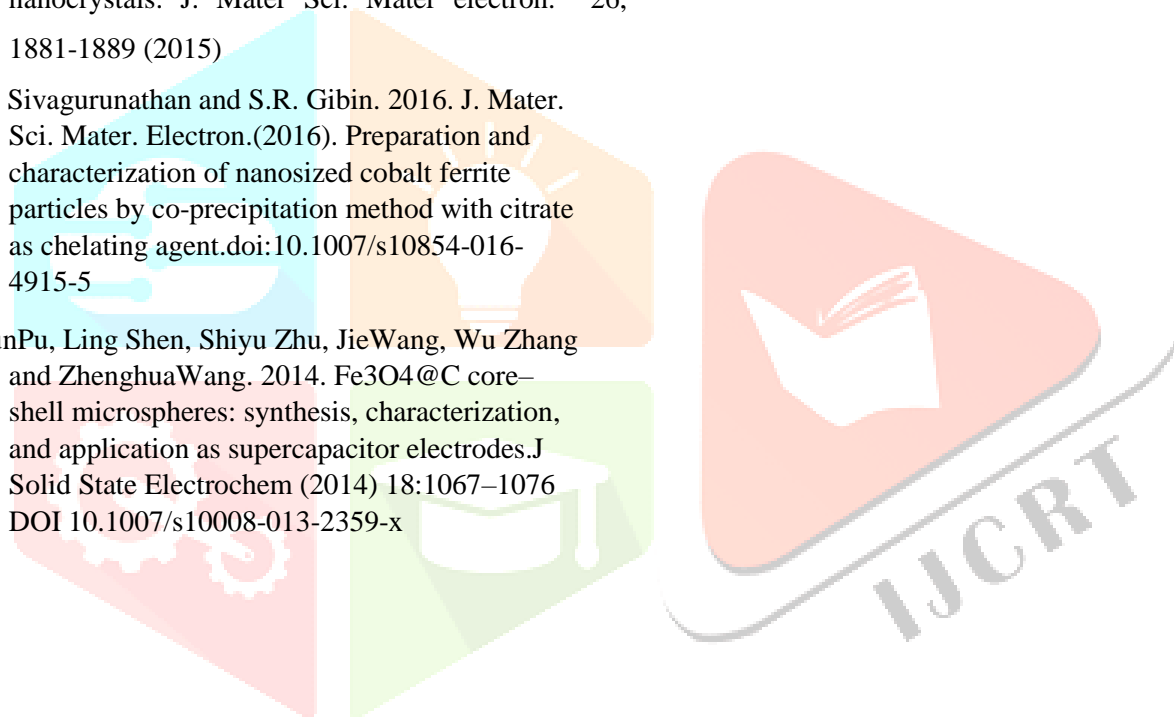 nanocrystals. J. Mater Sci. Mater electron. 26,
1881-1889 (2015)
Sivagurunathan and S.R. Gibin. 2016. J. Mater.
Sci. Mater. Electron.(2016). Preparation and
characterization of nanosized cobalt ferrite
particles by co-precipitation method with citrate
as chelating agent.doi:10.1007/s10854-016-
4915-5
Ling Shen, Shiyu Zhu, JieWang, Wu Zhang
and ZhenghuaWang. 2014. Fe3O4@C core–
shell microspheres: synthesis, characterization,
and application as supercapacitor electrodes.J
Solid State Electrochem (2014) 18:1067–1076
DOI 10.1007/s10008-013-2359-x
IJCRT